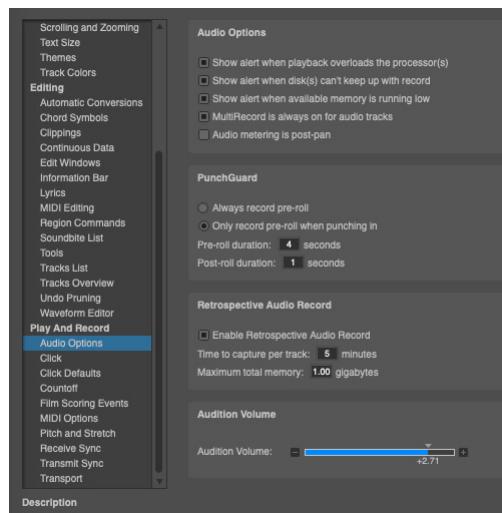 Scrolling and Zooming
Text Size
Themes
Track Colors
Editing
Automatic Conversions
Chord Symbols
Clippings
Continuous Data
Edit Windows
Information Bar
Lyrics
MIDI Editing
Region Commands
Soundbite List
Tools
Tracks List
Tracks Overview
Undo Pruning
Waveform Editor
Play And Record
Audio Options
Click
Click Defaults
Countoff
Film Scoring Events
MIDI Options
Pitch and Stretch
Receive Sync
Transmit Sync
Transport
Description
Audio Options
Show alert when playback overloads the processor(s)
Show alert when disk(s) can't keep up with record
Show alert when available memory is running low
MultiRecord is always on for audio tracks
Audio metering is post-pan
PunchGuard
Always record pre-roll
Only record pre-roll when punching in
Pre-roll duration: 4 seconds
Post-roll duration: 1 seconds
Retrospective Audio Record
Enable Retrospective Audio Record
Time to capture per track: 5 minutes
Maximum total memory: 1.00 gigabytes
Audition Volume
Audition Volume:
+2.71